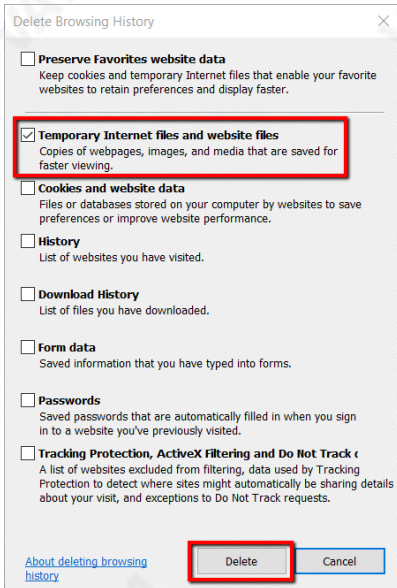 Delete Browsing History
Preserve Favorites website data
Keep cookies and temporary Internet files that enable your favorite
websites to retain preferences and display faster.
Temporary Internet files and website files
Copies of webpages, images, and media that are saved for
faster viewing.
Cookies and website data
Files or databases stored on your computer by websites to save
preferences or improve website performance.
History
List of websites you have visited.
Download History
List of files you have downloaded.
Form data
Saved information that you have typed into forms.
Passwords
Saved passwords that are automatically filled in when you sign
in to a website you've previously visited.
Tracking Protection, ActiveX Filtering and Do Not Track
A list of websites excluded from filtering, data used by Tracking
Protection to detect where sites might automatically be sharing details
about your visit, and exceptions to Do Not Track requests.
About deleting browsing
history
Delete
Cancel